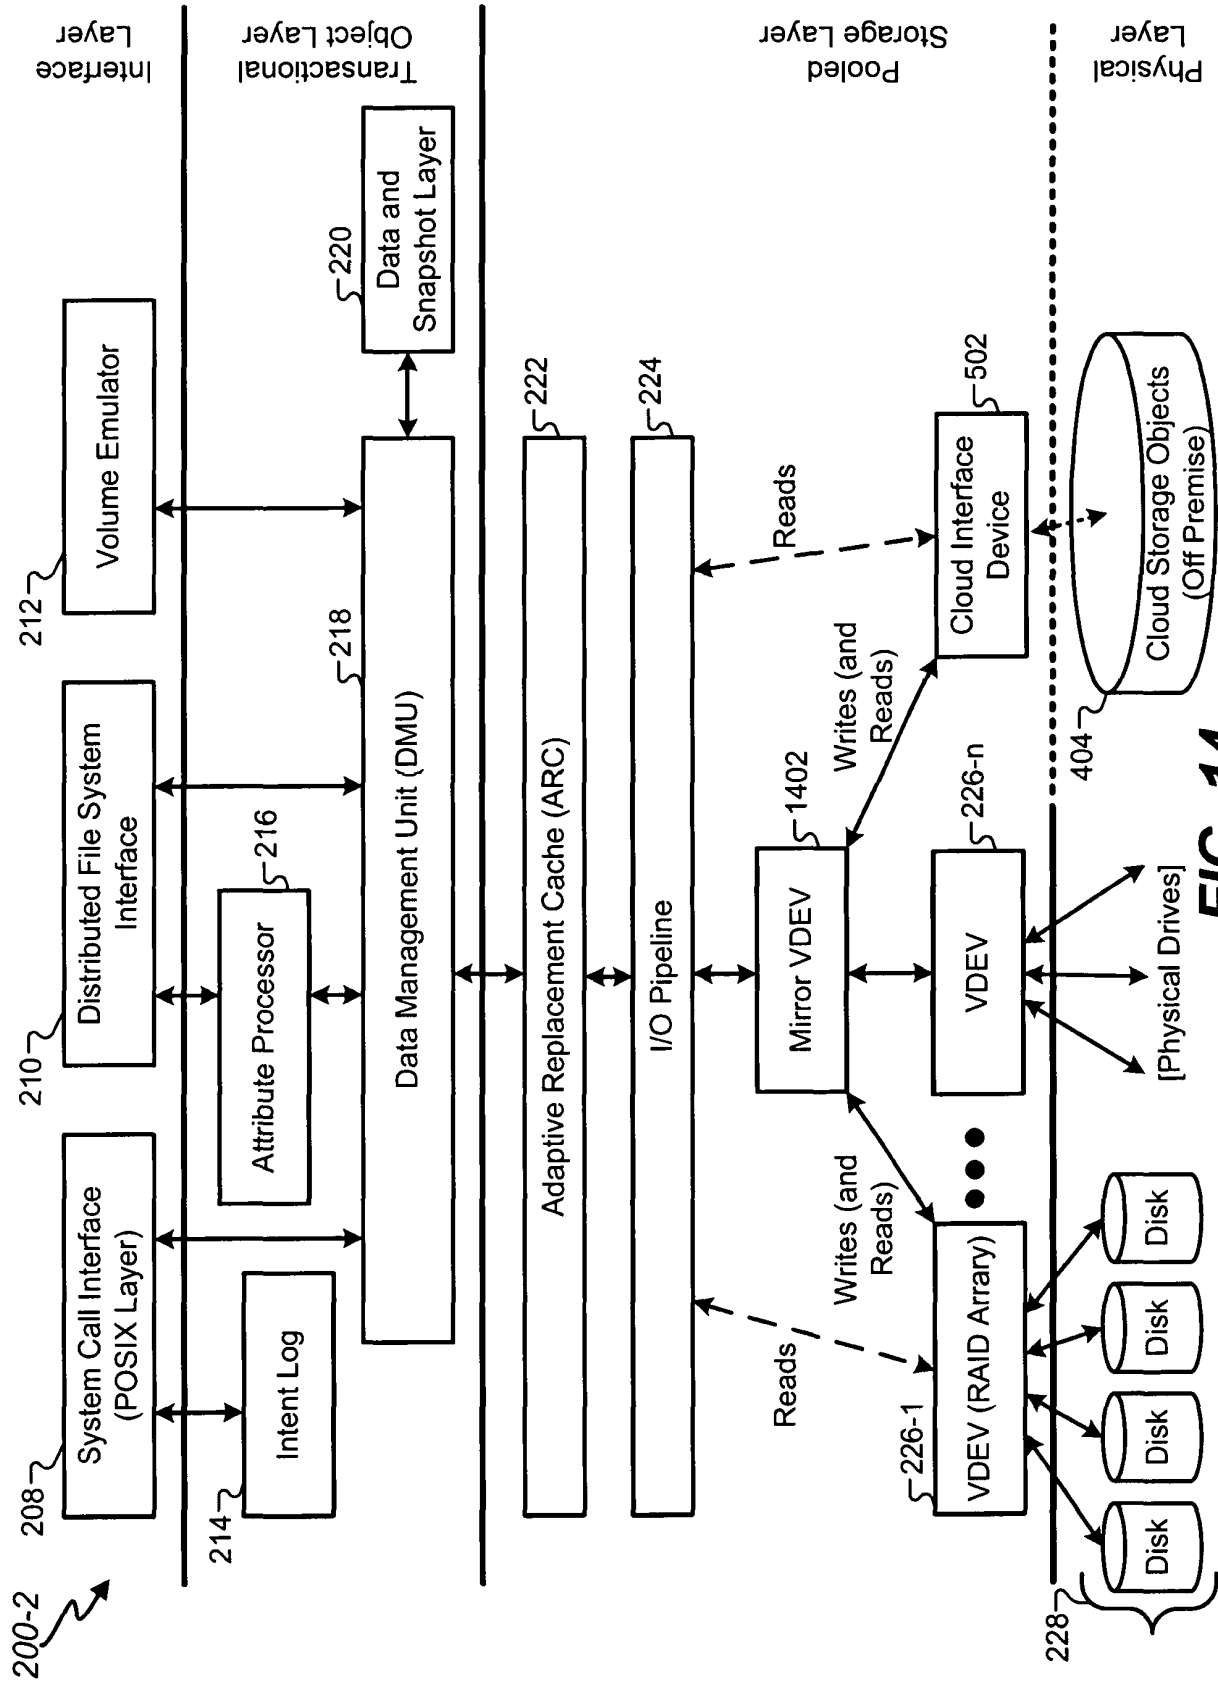 200-2
208
System Call Interface
(POSIX Layer)
210
Distributed File System
Interface
212
Volume Emulator
Interface
Layer
214
Intent Log
Attribute Processor
216
218
Data Management Unit (DMU)
220
Data and
Snapshot Layer
Transactional
Object Layer
Adaptive Replacement Cache (ARC)
222
I/O Pipeline
224
Reads
Writes (and
Reads)
Mirror VDEV
1402
Writes (and
Reads)
Reads
226-1
VDEV (RAID Arrary)
VDEV
226-n
Cloud Interface
Device
502
Pooled
Storage Layer
228
Disk
Disk
Disk
Disk
[Physical Drives]
404
Cloud Storage Objects
(Off Premise)
Physical
Layer
FIG. 14